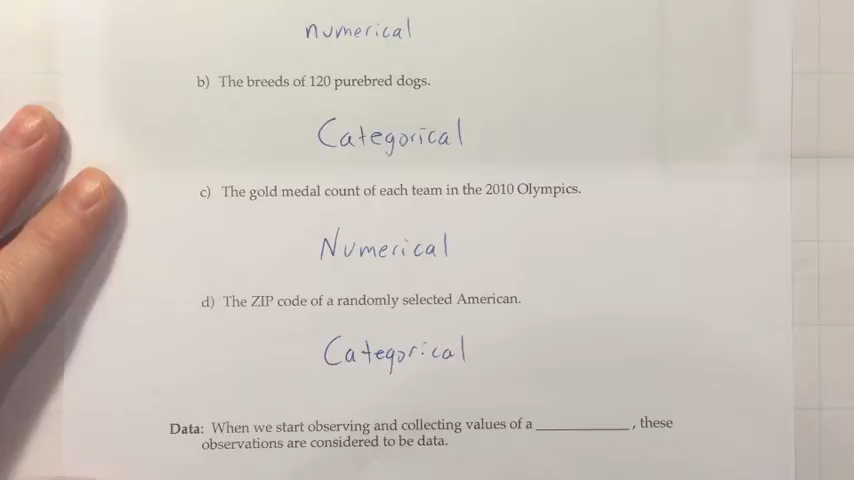 numerical
b) The breeds of 120 purebred dogs.
Categorical
c) The gold medal count of each team in the 2010 Olympics.
Numerical
d) The ZIP code of a randomly selected American.
Categorical
Data: When we start observing and collecting values of a ____________, these
observations are considered to be data.